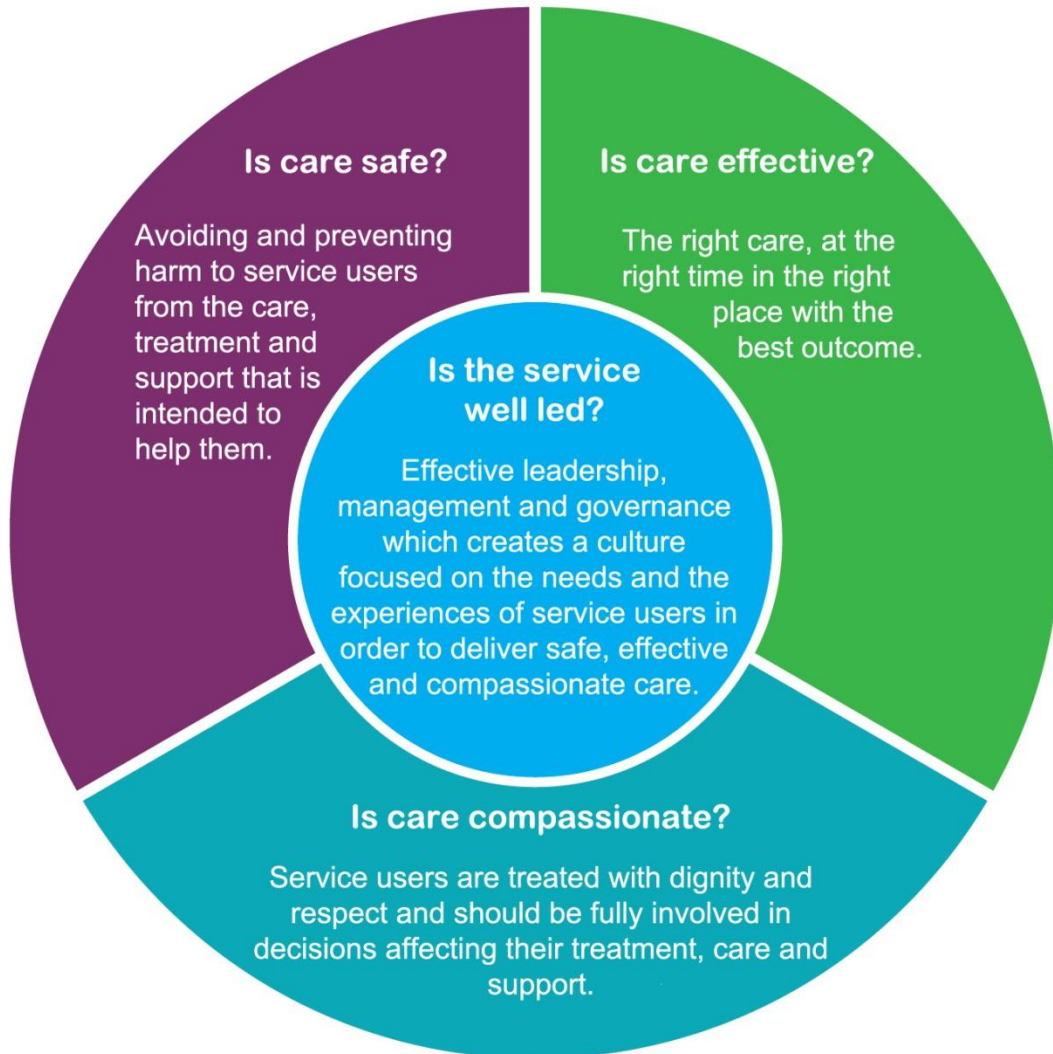 Is care safe?
Avoiding and preventing
harm to service users
from the care,
treatment and
support that is
intended to
help them.
Is care effective?
The right care, at the
right time in the right
place with the
best outcome.
Is the service
well led?
Effective leadership,
management and governance
which creates a culture
focused on the needs and the
experiences of service users in
order to deliver safe, effective
and compassionate care.
Is care compassionate?
Service users are treated with dignity and
respect and should be fully involved in
decisions affecting their treatment, care and
support.